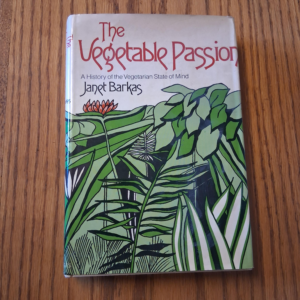 The
Vegetable Passion
A History of the Vegetarian State of Mind
Janet Barkas